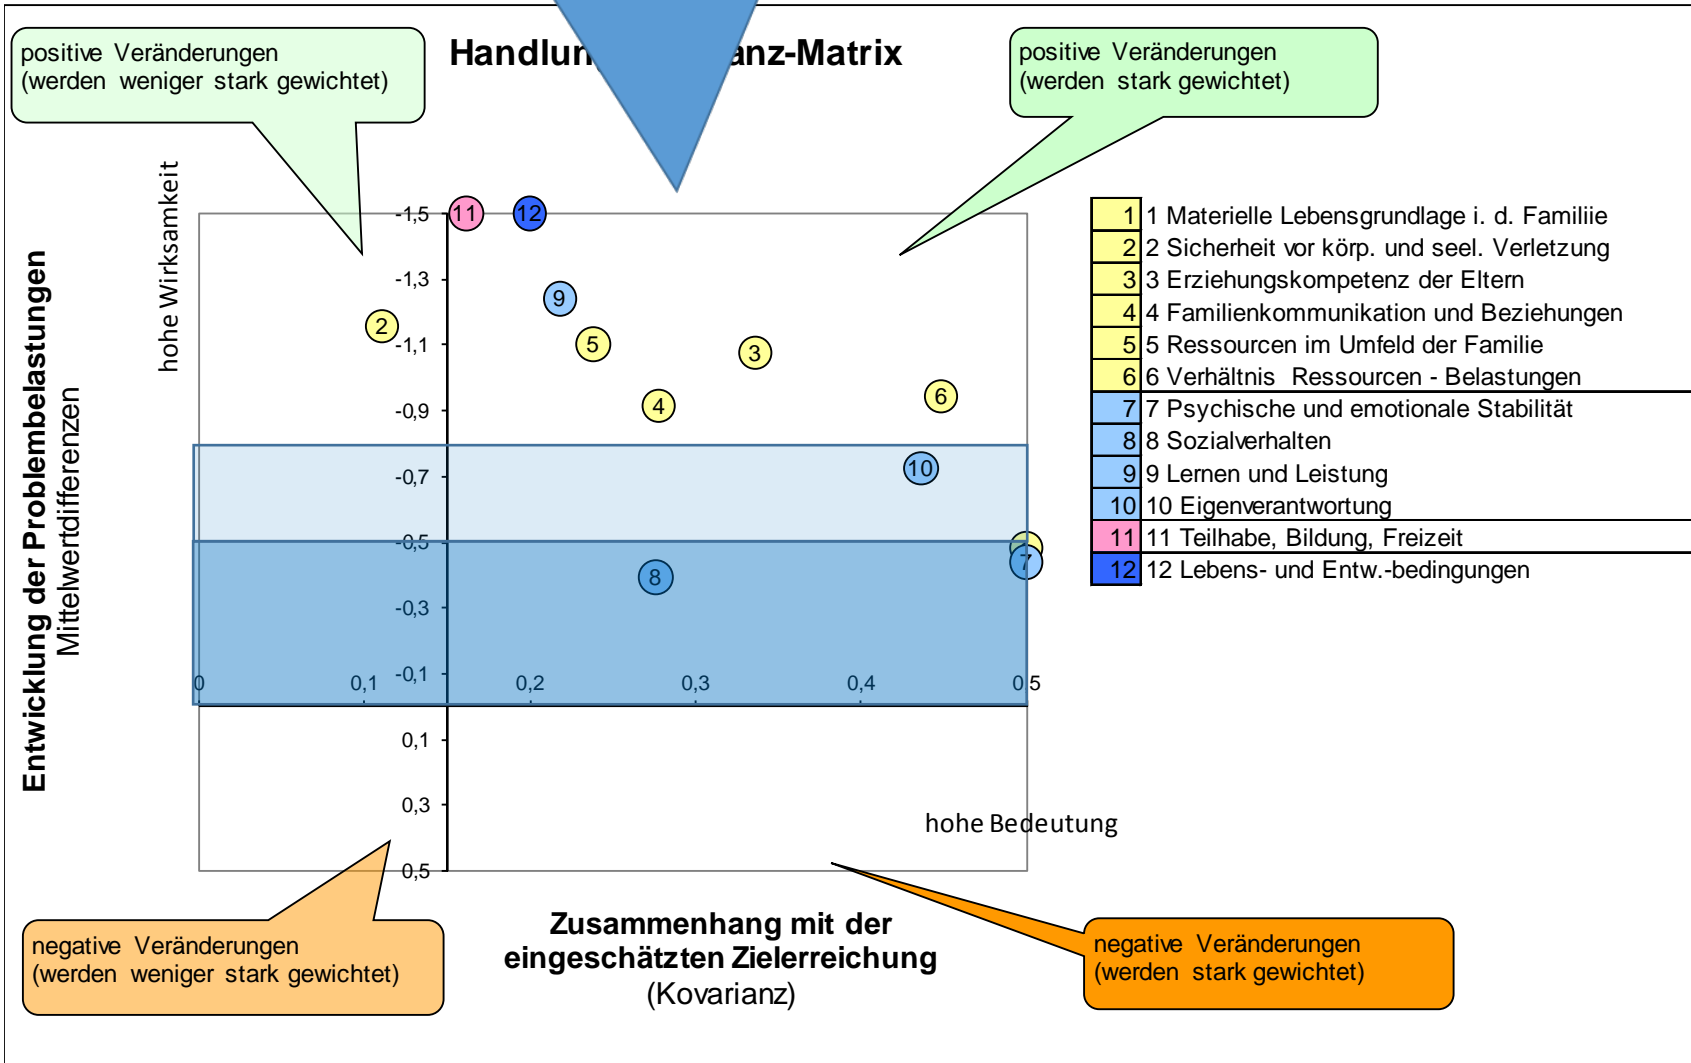 positive Veränderungen
(werden weniger stark gewichtet)
anz-Matrix
positive Veränderungen
(werden stark gewichtet)
Entwicklung der Problembelastungen
Mittelwertdifferenzen
hohe Wirksamkeit
-1,5
-1,3
-1,1
-0,9
-0,7
-0,5
-0,3
-0,1
0,1
0,3
0,5
0
0,1
0,2
0,3
0,4
0,5
11
12
9
2
5
3
4
6
10
7
8
1 1 Materielle Lebensgrundlage i. d. Familiie
2 2 Sicherheit vor körp. und seel. Verletzung
3 3 Erziehungskompetenz der Eltern
4 4 Familienkommunikation und Beziehungen
5 5 Ressourcen im Umfeld der Familie
6 6 Verhältnis Ressourcen - Belastungen
7 7 Psychische und emotionale Stabilität
8 8 Sozialverhalten
9 9 Lernen und Leistung
10 10 Eigenverantwortung
11 11 Teilhabe, Bildung, Freizeit
12 12 Lebens- und Entw.-bedingungen
hohe Bedeutung
Zusammenhang mit der
eingeschätzten Zielerreichung
(Kovarianz)
negative Veränderungen
(werden weniger stark gewichtet)
negative Veränderungen
(werden stark gewichtet)